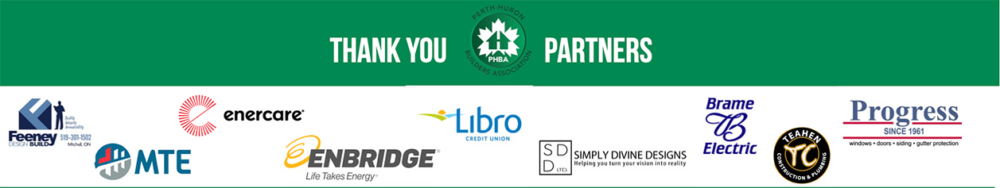 THANK YOU
PERTH-HURON
BUILDERS ASSOCIATION
PHBA
PARTNERS
Feeney
DESIGN BUILD
Quality
Integrity
Accountability
519-301-1502
Mitchell, ON
MTE
enercare®
ENBRIDGE®
Life Takes Energy®
Libro
CREDIT UNION
SD
D LTD.
SIMPLY DIVINE DESIGNS
Helping you turn your vision into reality
Brame
B
Electric
TEAHEN
TC
CONSTRUCTION & PLUMBING
Progress
SINCE 1961
windows • doors • siding • gutter protection